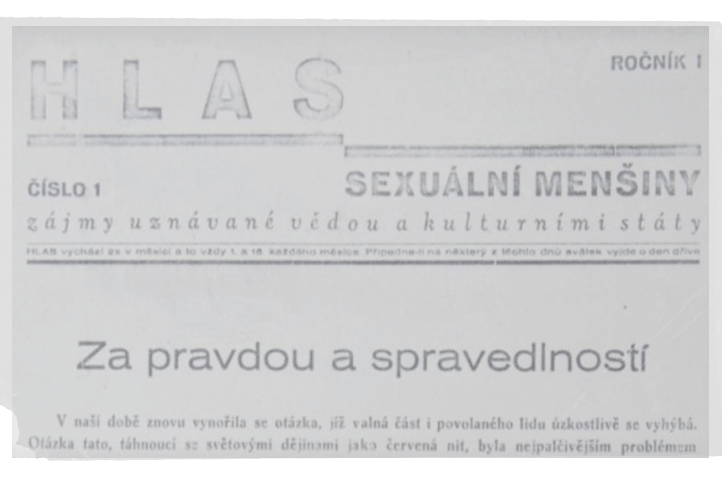 HLAS
ROČNÍK I
ČÍSLO 1
SEXUÁLNÍ MENŠINY
zájmy uznávané vědou a kulturními státy
HLAS vychází 2x v měsíci a to vždy 1. a 15. každého měsíce. Připadne-li na některý z těchto dnů svátek vyjde o den dříve
Za pravdou a spravedlností
V naší době znovu vynořila se otázka, jíž valná část i povolaného lidu úzkostlivě se vyhýbá.
Otázka tato, táhnoucí se světovými dějinami jako červená nit, byla nejpalčivějším problémem